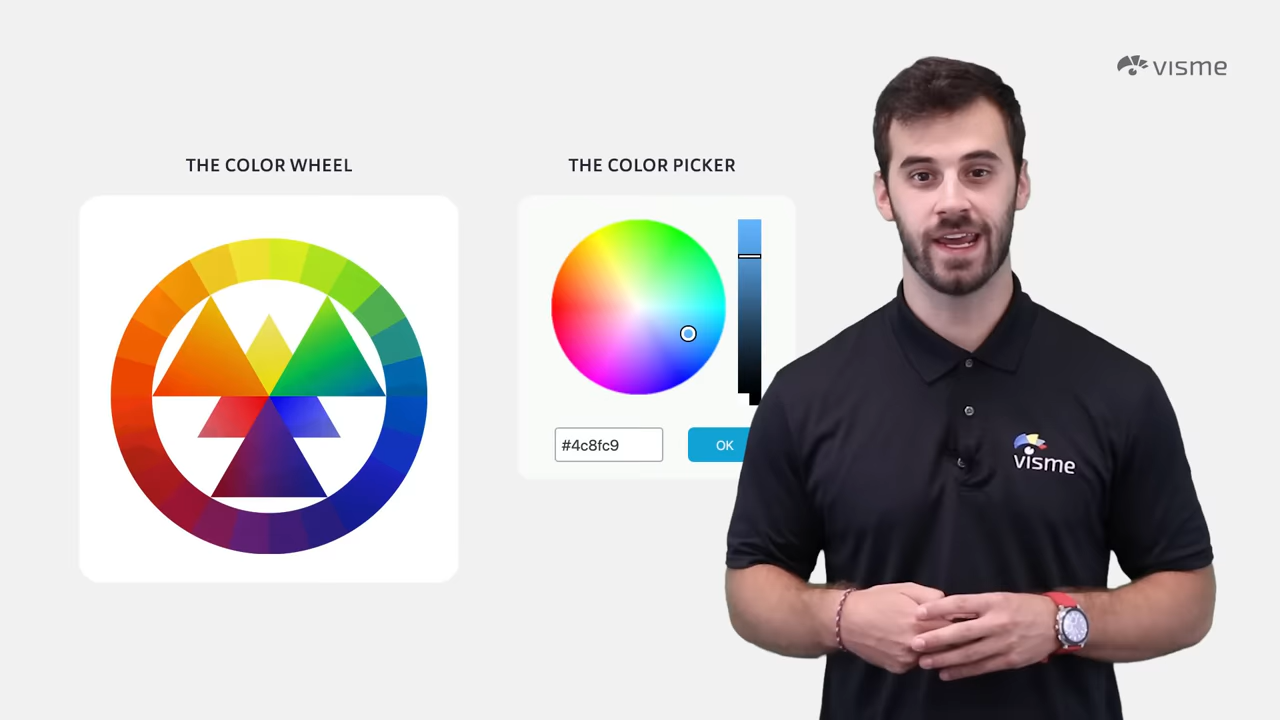 visme
THE COLOR WHEEL
THE COLOR PICKER
#4c8fc9
OK
visme